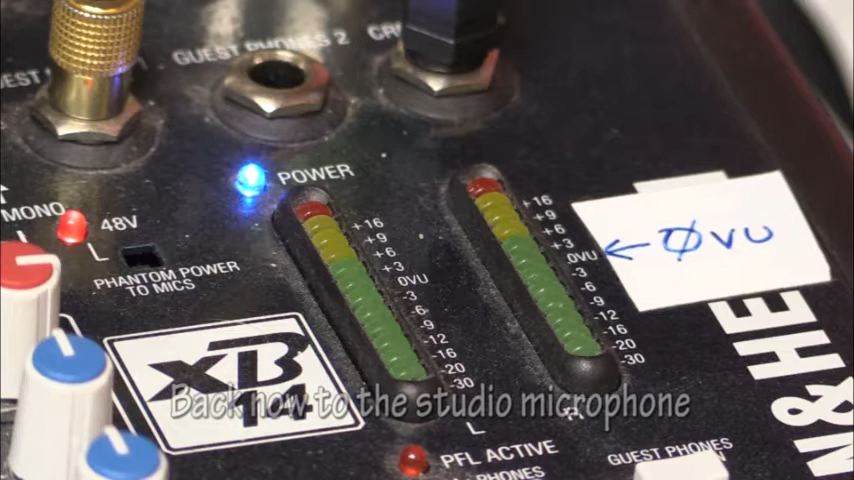 GUEST PHONES 2
POWER
MONO
48V
L
PHANTOM POWER
TO MICS
+16
+9
+6
+3
0VU
-3
-6
-9
-12
-16
-20
-30
+16
+9
+6
+3
0VU
-3
-6
-9
-12
-16
-20
-30
← ØVU
XB
14
L
R
N&HE
Back now to the studio microphone
PFL ACTIVE
PHONES
GUEST PHONES